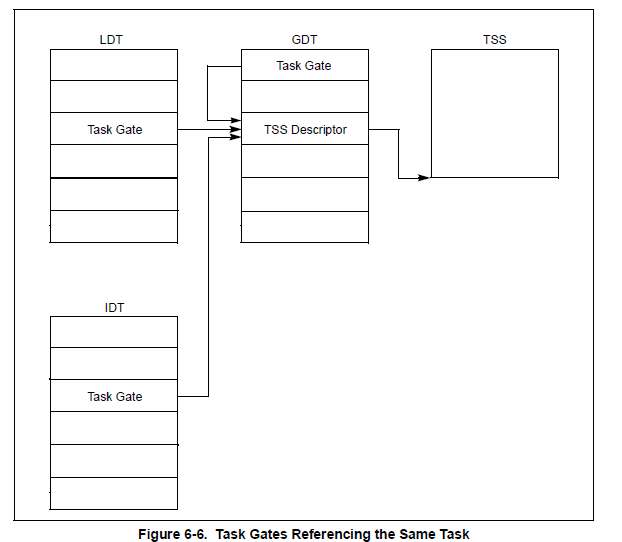 LDT
GDT
TSS
Task Gate
Task Gate
TSS Descriptor
IDT
Task Gate
Figure 6-6. Task Gates Referencing the Same Task